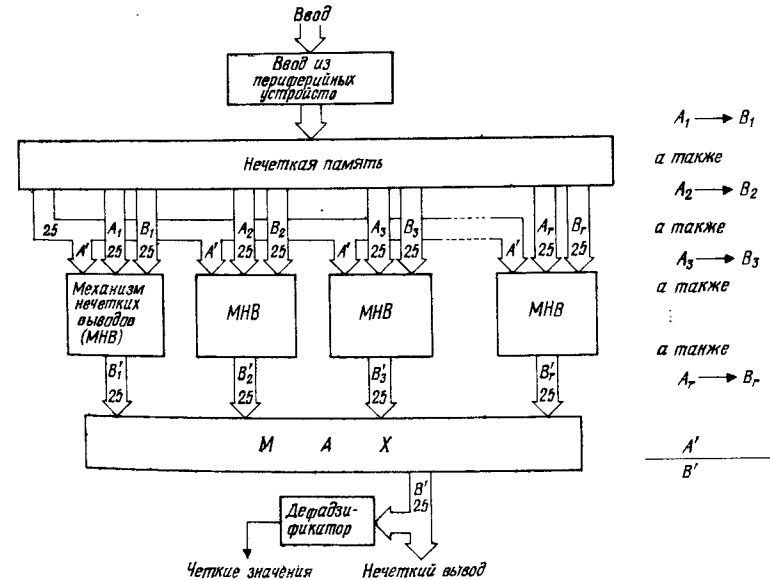 Ввод
Ввод из
периферийных
устройств
Нечеткая память
25
A' A₁ 25 B₁ 25
A' A₂ 25 B₂ 25
A' A₃ 25 B₃ 25
A' Aᵣ 25 Bᵣ 25
Механизм
нечетких
выводов
(МНВ)
МНВ
МНВ
МНВ
B'₁ 25
B'₂ 25
B'₃ 25
B'ᵣ 25
М А Х
B'
25
Дефадзи-
фикатор
Четкие значения
Нечеткий вывод
A₁ → B₁
а также
A₂ → B₂
а также
A₃ → B₃
а также
⋮
а также
Aᵣ → Bᵣ
A'
B'